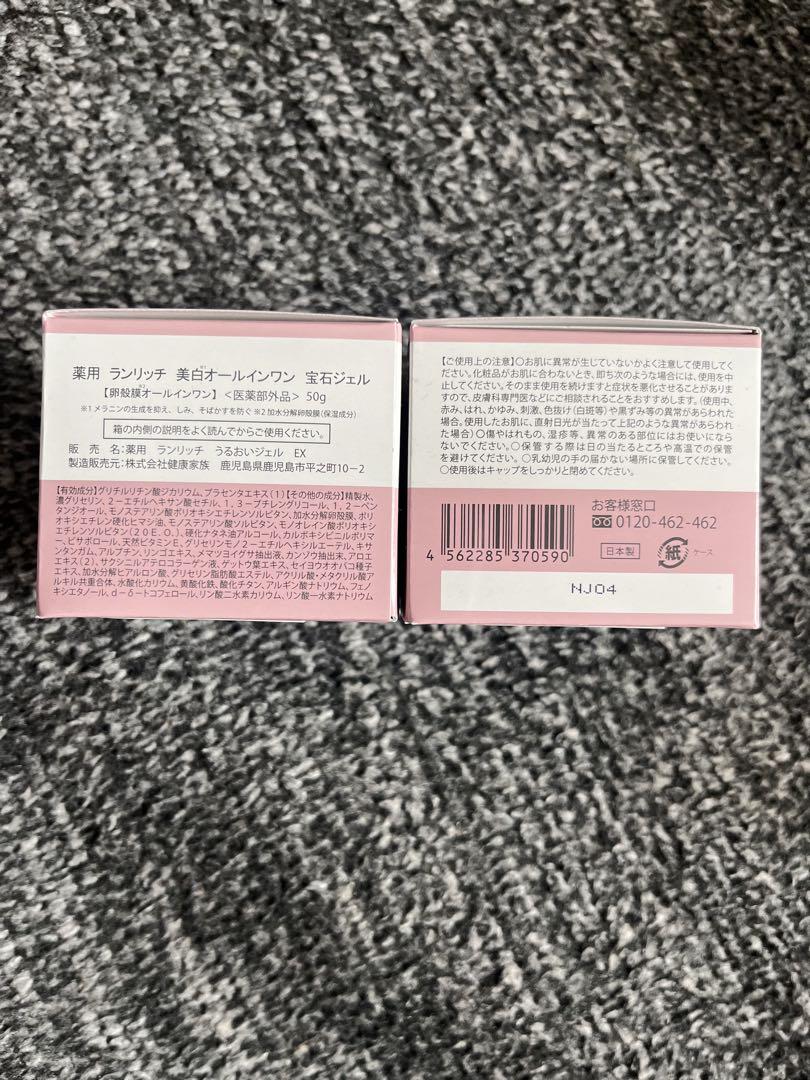 薬用 ランリッチ 美白※1オールインワン 宝石ジェル
【卵殻膜※2オールインワン】<医薬部外品> 50g
※1 メラニンの生成を抑え、しみ、そばかすを防ぐ ※2 加水分解卵殻膜(保湿成分)
箱の内側の説明をよく読んでからご使用ください。
販 売 名:薬用 ランリッチ うるおいジェル EX
製造販売元:株式会社健康家族 鹿児島県鹿児島市平之町10-2
【有効成分】グリチルリチン酸ジカリウム、プラセンタエキス(1)【その他の成分】精製水、
濃グリセリン、2-エチルヘキサン酸セチル、1,3-ブチレングリコール、1,2-ペン
タンジオール、モノステアリン酸ポリオキシエチレンソルビタン、加水分解卵殻膜、ポリ
オキシエチレン硬化ヒマシ油、モノステアリン酸ソルビタン、モノオレイン酸ポリオキシ
エチレンソルビタン(20E.O.)、硬化ナタネ油アルコール、カルボキシビニルポリマ
ー、ビサボロール、天然ビタミンE、グリセリンモノ2-エチルヘキシルエーテル、キサ
ンタンガム、アルブチン、リンゴエキス、メマツヨイグサ抽出液、カンゾウ抽出末、アロエ
エキス(2)、サクシニルアテロコラーゲン液、ゲットウ葉エキス、セイヨウオオバコ種子
エキス、加水分解ヒアルロン酸、グリセリン脂肪酸エステル、アクリル酸・メタクリル酸ア
ルキル共重合体、水酸化カリウム、黄酸化鉄、酸化チタン、アルギン酸ナトリウム、フェノ
キシエタノール、d-δ-トコフェロール、リン酸二水素カリウム、リン酸一水素ナトリウム
【ご使用上の注意】○お肌に異常が生じていないかよく注意して使用してく
ださい。化粧品がお肌に合わないとき、即ち次のような場合には、使用を中
止してください。そのまま使用を続けますと症状を悪化させることがありま
すので、皮膚科専門医などにご相談されることをおすすめします。(使用中、
赤み、はれ、かゆみ、刺激、色抜け(白斑等)や黒ずみ等の異常があらわれた
場合。使用したお肌に、直射日光が当たって上記のような異常があらわれ
た場合)○傷やはれもの、湿疹等、異常のある部位にはお使いになら
ないでください。○保管する際は日の当たるところや高温での保管
を避けてください。○乳幼児の手の届かない場所に保管してください。
○使用後はキャップをしっかりと閉めてください。
4 562285 370590
お客様窓口
0120-462-462
日本製
紙
ケース
NJ04